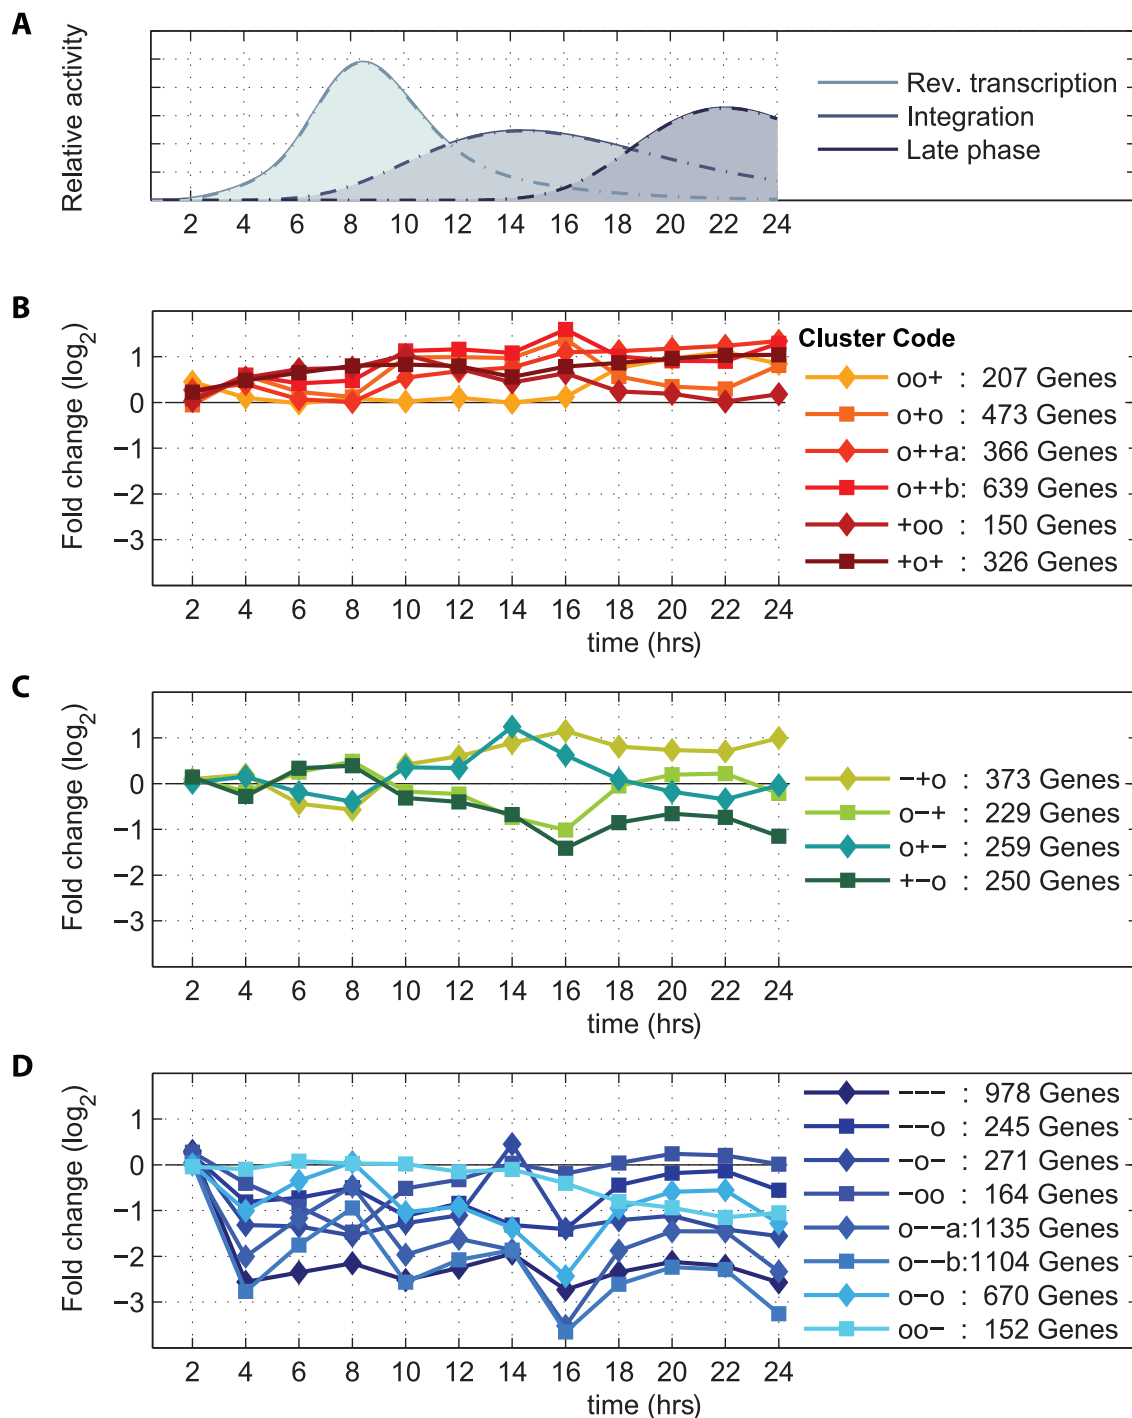 A
Relative activity
Rev. transcription
Integration
Late phase
2 4 6 8 10 12 14 16 18 20 22 24
B
Fold change (log2)
1
0
−1
−2
−3
Cluster Code
oo+ : 207 Genes
o+o : 473 Genes
o++a: 366 Genes
o++b: 639 Genes
+oo : 150 Genes
+o+ : 326 Genes
2 4 6 8 10 12 14 16 18 20 22 24
time (hrs)
C
Fold change (log2)
1
0
−1
−2
−3
−+o : 373 Genes
o−+ : 229 Genes
o+− : 259 Genes
+−o : 250 Genes
2 4 6 8 10 12 14 16 18 20 22 24
time (hrs)
D
Fold change (log2)
1
0
−1
−2
−3
−−− : 978 Genes
−−o : 245 Genes
−o− : 271 Genes
−oo : 164 Genes
o−−a:1135 Genes
o−−b:1104 Genes
o−o : 670 Genes
oo− : 152 Genes
2 4 6 8 10 12 14 16 18 20 22 24
time (hrs)